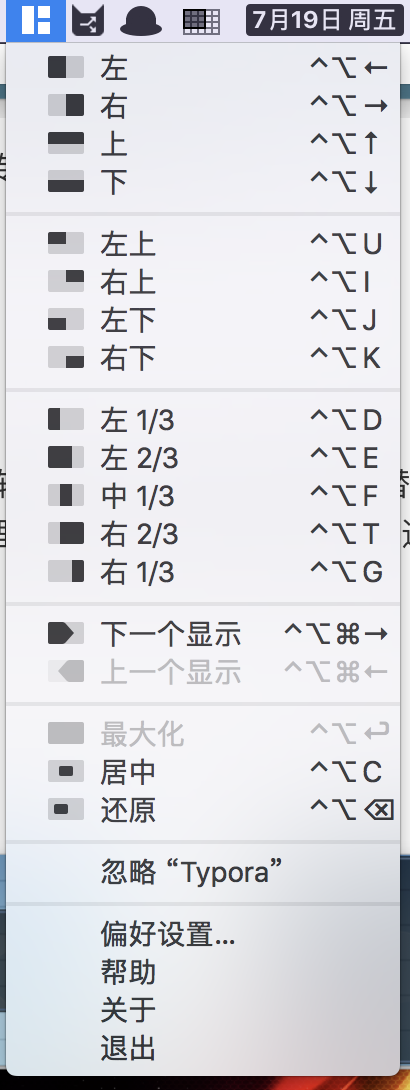 7月19日 周五
左 ^⌥←
右 ^⌥→
上 ^⌥↑
下 ^⌥↓
左上 ^⌥U
右上 ^⌥I
左下 ^⌥J
右下 ^⌥K
左 1/3 ^⌥D
左 2/3 ^⌥E
中 1/3 ^⌥F
右 2/3 ^⌥T
右 1/3 ^⌥G
下一个显示 ^⌥⌘→
上一个显示 ^⌥⌘←
最大化 ^⌥↩
居中 ^⌥C
还原 ^⌥⌫
忽略 “Typora”
偏好设置...
帮助
关于
退出